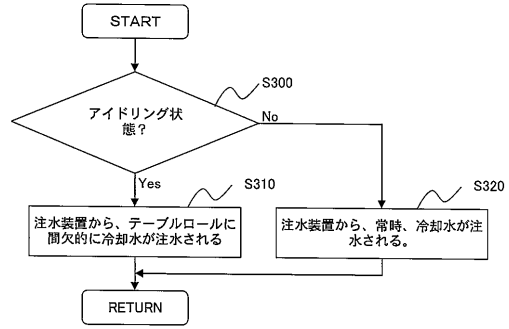 START
S300
アイドリング状
態?
No
Yes
S310
S320
注水装置から、テーブルロールに
間欠的に冷却水が注水される
注水装置から、常時、冷却水が注
水される。
RETURN